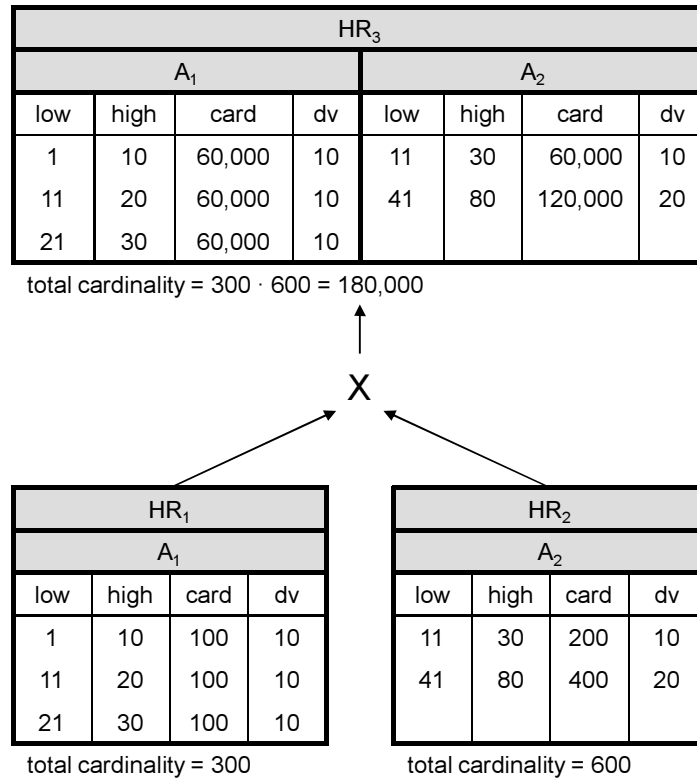 HR₃
A₁ A₂
low high card dv low high card dv
1 10 60,000 10 11 30 60,000 10
11 20 60,000 10 41 80 120,000 20
21 30 60,000 10
total cardinality = 300 · 600 = 180,000
X
HR₁ HR₂
A₁ A₂
low high card dv low high card dv
1 10 100 10 11 30 200 10
11 20 100 10 41 80 400 20
21 30 100 10
total cardinality = 300 total cardinality = 600